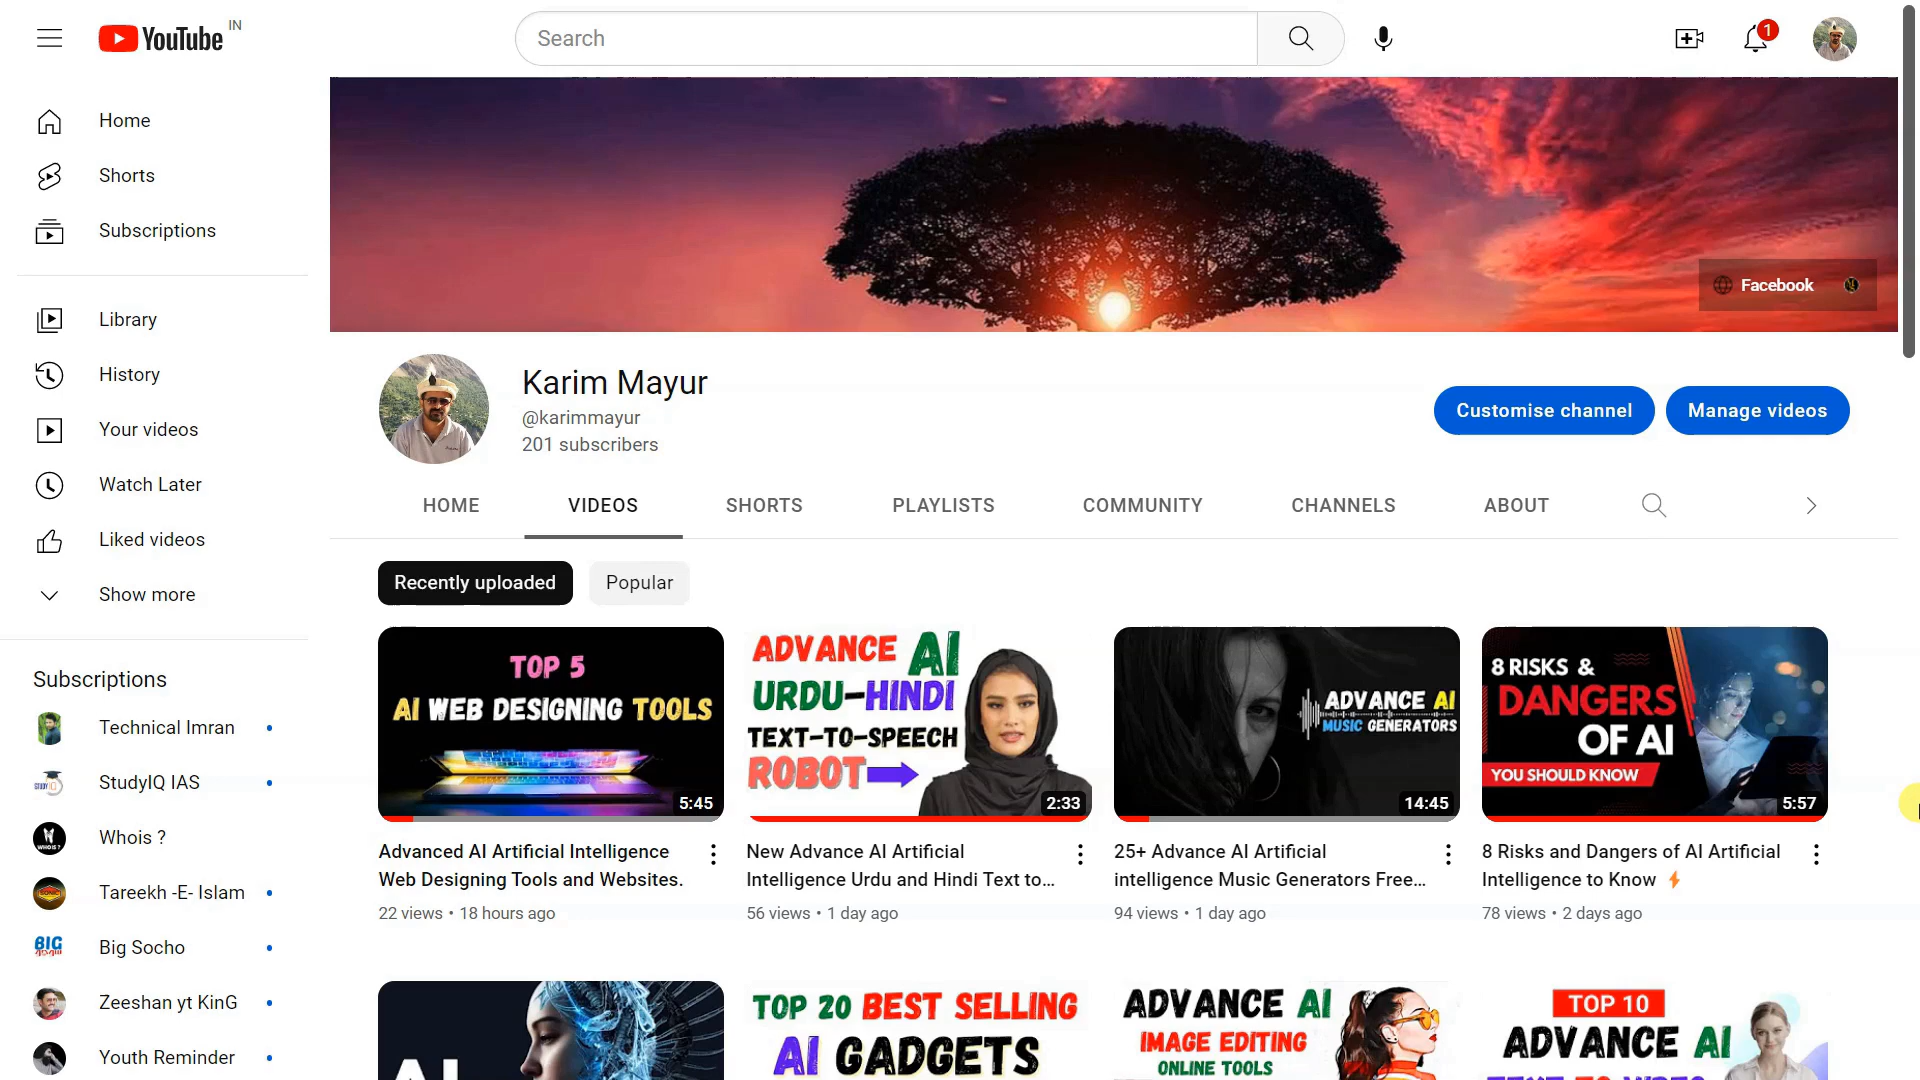 YouTube IN
Search
1
Home
Shorts
Subscriptions
Library
History
Your videos
Watch Later
Liked videos
Show more
Subscriptions
Technical Imran
StudyIQ IAS
Whois ?
Tareekh -E- Islam
Big Socho
Zeeshan yt KinG
Youth Reminder
Facebook
Karim Mayur
@karimmayur
201 subscribers
Customise channel
Manage videos
HOME
VIDEOS
SHORTS
PLAYLISTS
COMMUNITY
CHANNELS
ABOUT
Recently uploaded
Popular
TOP 5
AI WEB DESIGNING TOOLS
5:45
Advanced AI Artificial Intelligence
Web Designing Tools and Websites.
22 views • 18 hours ago
ADVANCE AI
URDU-HINDI
TEXT-TO-SPEECH
ROBOT
2:33
New Advance AI Artificial
Intelligence Urdu and Hindi Text to...
56 views • 1 day ago
ADVANCE AI
MUSIC GENERATORS
14:45
25+ Advance AI Artificial
intelligence Music Generators Free...
94 views • 1 day ago
8 RISKS &
DANGERS
OF AI
YOU SHOULD KNOW
5:57
8 Risks and Dangers of AI Artificial
Intelligence to Know
78 views • 2 days ago
AI
TOP 20 BEST SELLING
AI GADGETS
ADVANCE AI
IMAGE EDITING
ONLINE TOOLS
TOP 10
ADVANCE AI